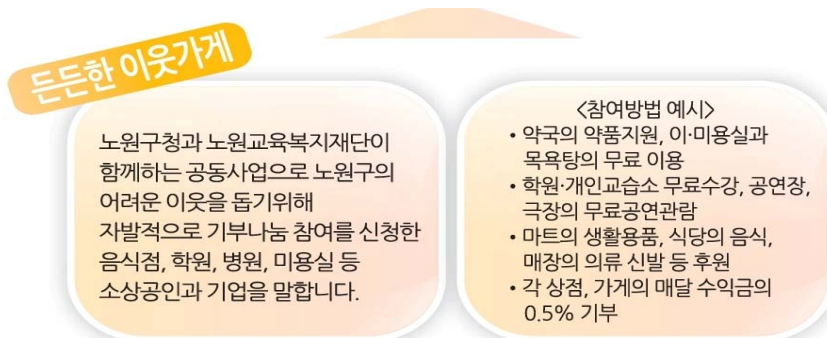 든든한 이웃가게
노원구청과 노원교육복지재단이
함께하는 공동사업으로 노원구의
어려운 이웃을 돕기위해
자발적으로 기부나눔 참여를 신청한
음식점, 학원, 병원, 미용실 등
소상공인과 기업을 말합니다.
<참여방법 예시>
• 약국의 약품지원, 이·미용실과
목욕탕의 무료 이용
• 학원·개인교습소 무료수강, 공연장,
극장의 무료공연관람
• 마트의 생활용품, 식당의 음식,
매장의 의류 신발 등 후원
• 각 상점, 가게의 매달 수익금의
0.5% 기부